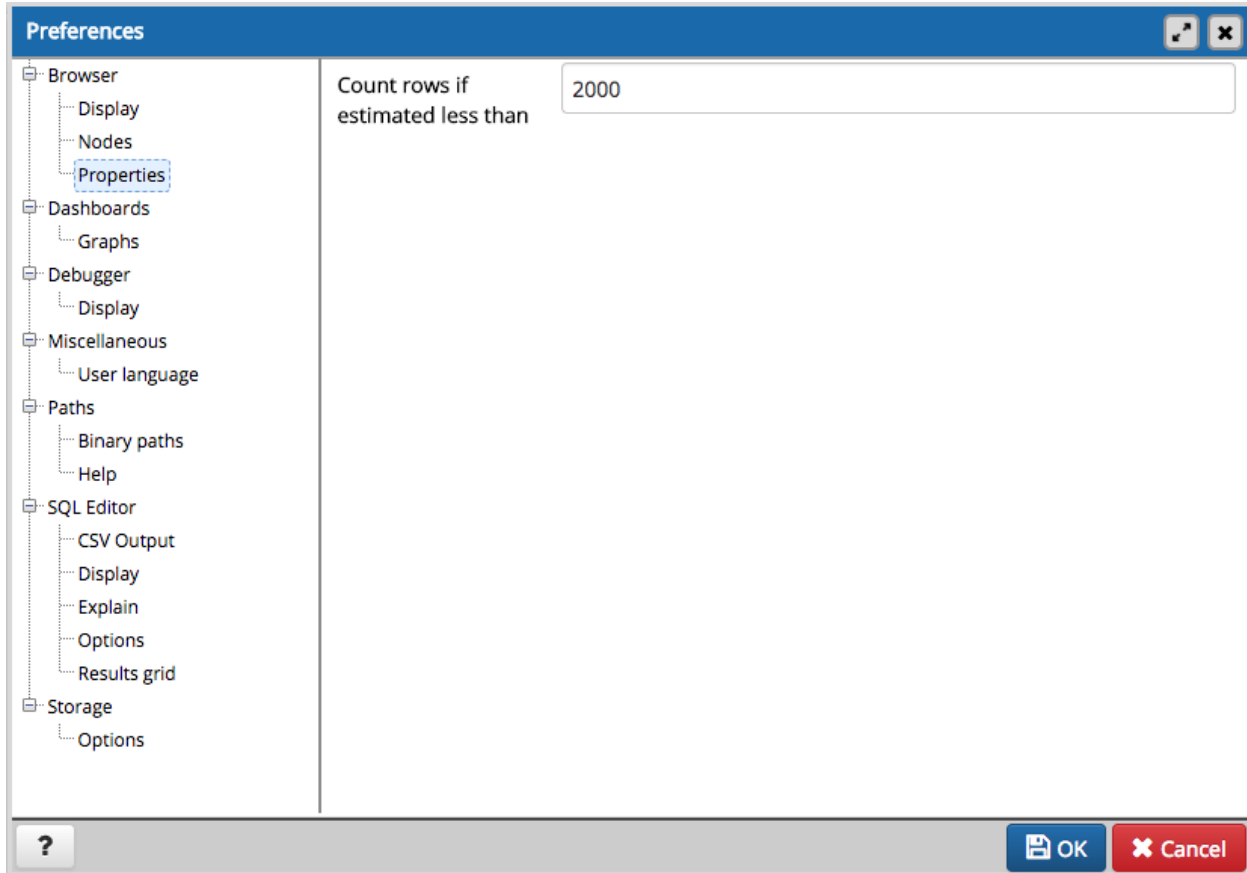 Preferences
Browser
Display
Nodes
Properties
Dashboards
Graphs
Debugger
Display
Miscellaneous
User language
Paths
Binary paths
Help
SQL Editor
CSV Output
Display
Explain
Options
Results grid
Storage
Options
Count rows if
estimated less than
2000
?
OK
Cancel